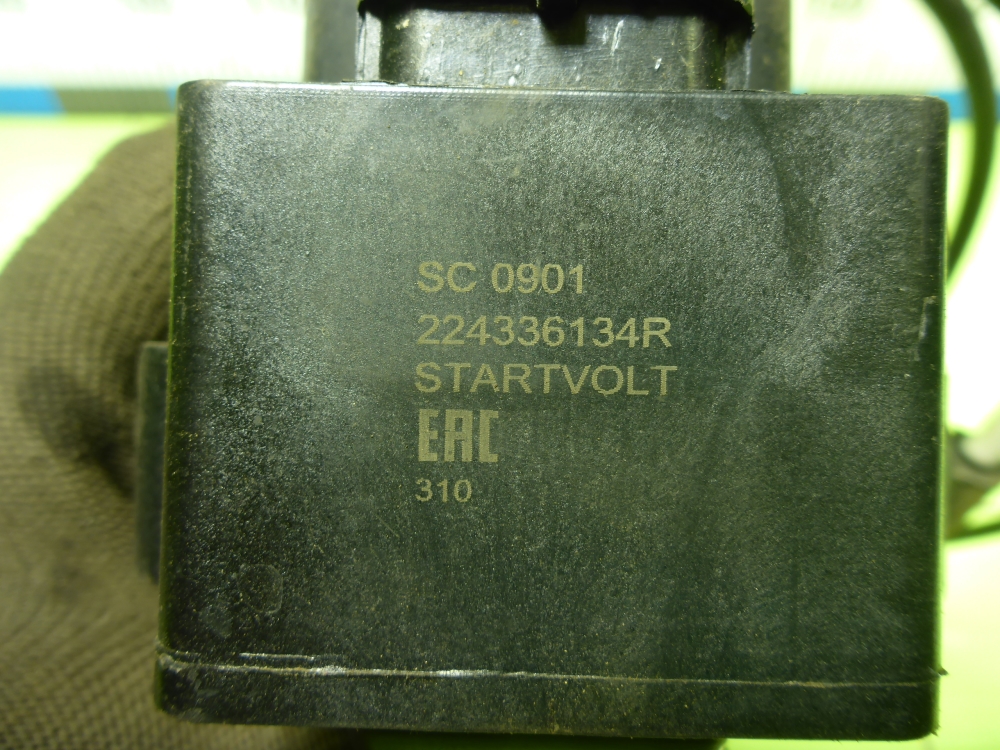 SC 0901
224336134R
STARTVOLT
EAC
310